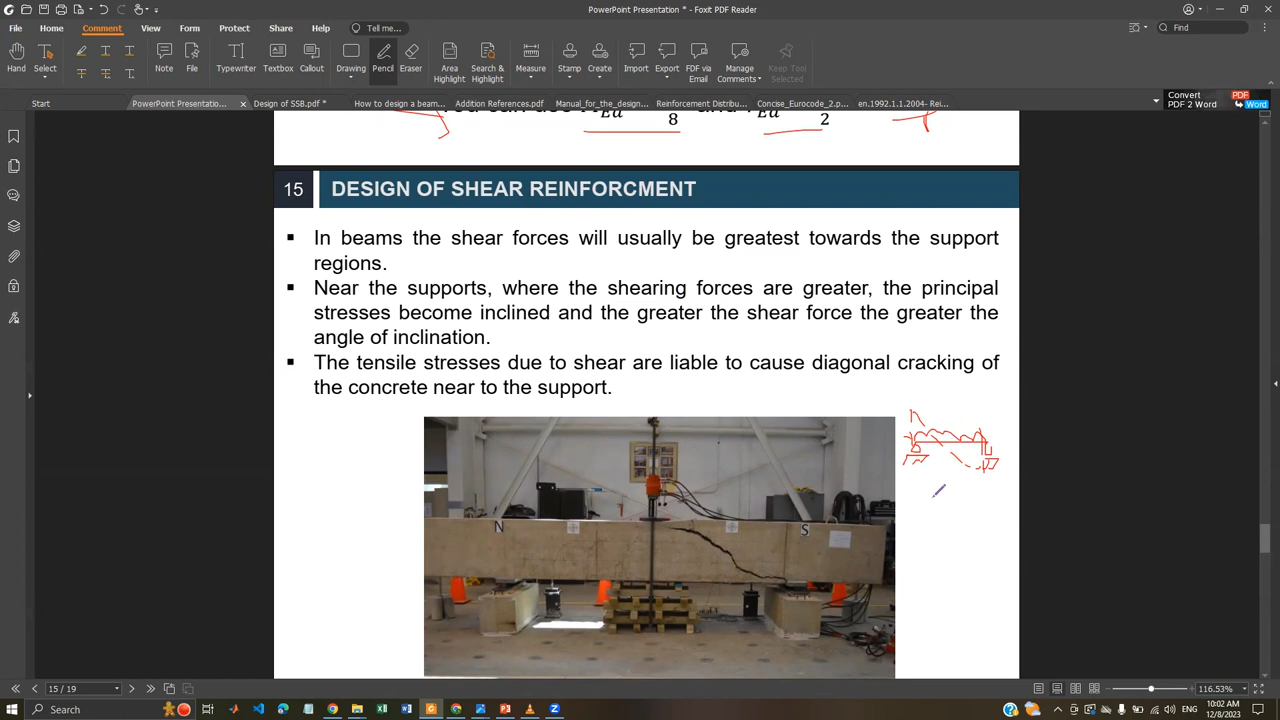 PowerPoint Presentation * - Foxit PDF Reader
File Home Comment View Form Protect Share Help Tell me... Find
Hand Select Note File Typewriter Textbox Callout Drawing Pencil Eraser Area Highlight Search & Highlight Measure Stamp Create Import Export FDF via Email Manage Comments Keep Tool Selected
Start PowerPoint Presentatio... Design of SSB.pdf * How to design a beam... Addition References.pdf Manual_for_the_design... Reinforcement Distribu... Concise_Eurocode_2.p... en.1992.1.1.2004- Rei...
Convert PDF 2 Word PDF Word
8 2
15 DESIGN OF SHEAR REINFORCMENT
▪ In beams the shear forces will usually be greatest towards the support
regions.
▪ Near the supports, where the shearing forces are greater, the principal
stresses become inclined and the greater the shear force the greater the
angle of inclination.
▪ The tensile stresses due to shear are liable to cause diagonal cracking of
the concrete near to the support.
N S
15 / 19 116.53%
Search 10:02 AM
12/8/2023